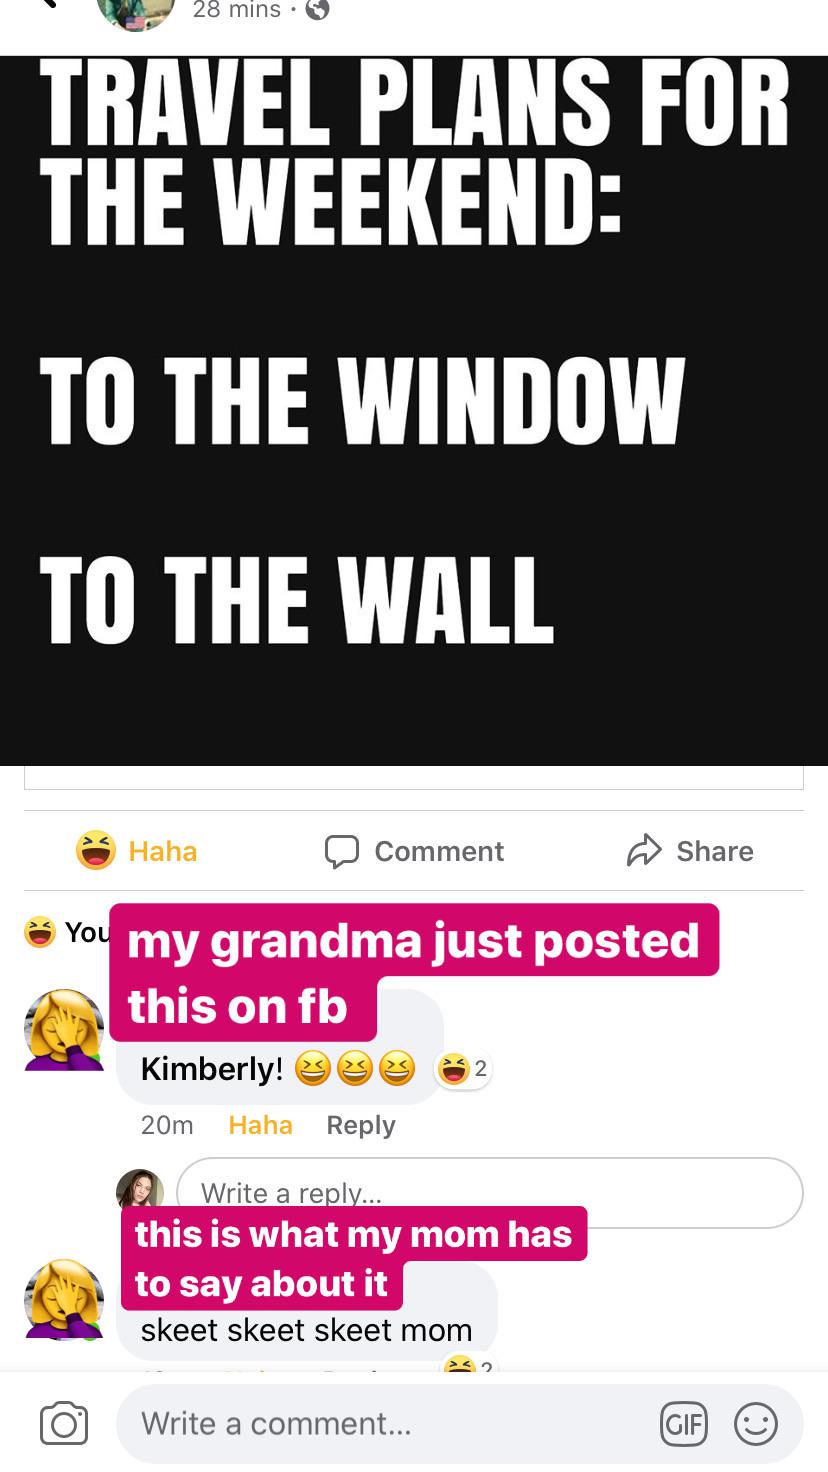 28 mins ·
TRAVEL PLANS FOR
THE WEEKEND:
TO THE WINDOW
TO THE WALL
Haha
Comment
Share
You
my grandma just posted
this on fb
Kimberly! 😆😆😆
2
20m Haha Reply
Write a reply...
this is what my mom has
to say about it
skeet skeet skeet mom
2
Write a comment...
GIF